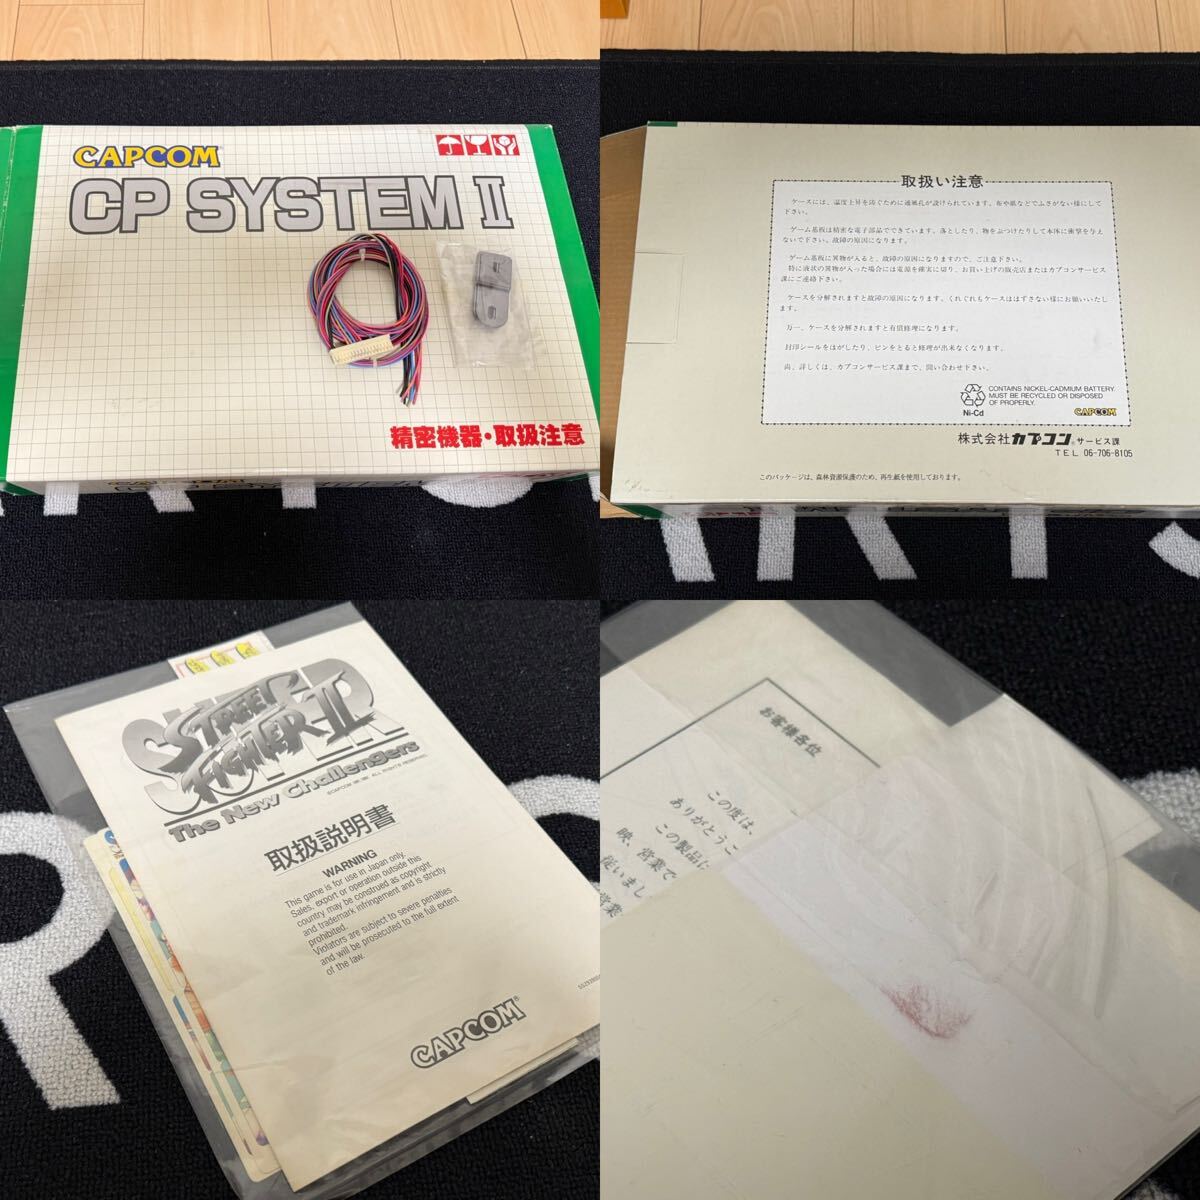 CAPCOM
CP SYSTEM II
精密機器・取扱注意
取扱い注意
ケースには、温度上昇を防ぐために通風孔が設けられています。布や紙などでふさがない様にして
下さい。
ゲーム基板は精密な電子部品でできています。落としたり、物をぶつけたりして本体に衝撃を与え
ないで下さい。故障の原因になります。
ゲーム基板に異物が入ると、故障の原因になりますので、ご注意下さい。
特に液状の異物が入った場合には電源を確実に切り、お買い上げの販売店またはカプコンサービス
課にご連絡下さい。
ケースを分解されますと故障の原因になります。くれぐれもケースははずさない様にお願いいたし
ます。
万一、ケースを分解されますと有償修理になります。
封印シールをはがしたり、ピンをとると修理が出来なくなります。
尚、詳しくは、カプコンサービス課まで、問い合わせ下さい。
Ni-Cd
CONTAINS NICKEL-CADMIUM BATTERY.
MUST BE RECYCLED OR DISPOSED
OF PROPERLY.
CAPCOM
株式会社カプコン®サービス課
TEL 06-706-8105
このパッケージは、森林資源保護のため、再生紙を使用しております。
SUPER
STREET
FIGHTER II
The New Challengers
取扱説明書
WARNING
This game is for use in Japan only.
Sales, export or operation outside this
country may be construed as copyright
and trademark infringement and is strictly
prohibited.
Violators are subject to severe penalties
and will be prosecuted to the full extent
of the law.
CAPCOM®
お客様各位
この度は、
ありがとうご
この製品に
映、営業で
強いまし
営業